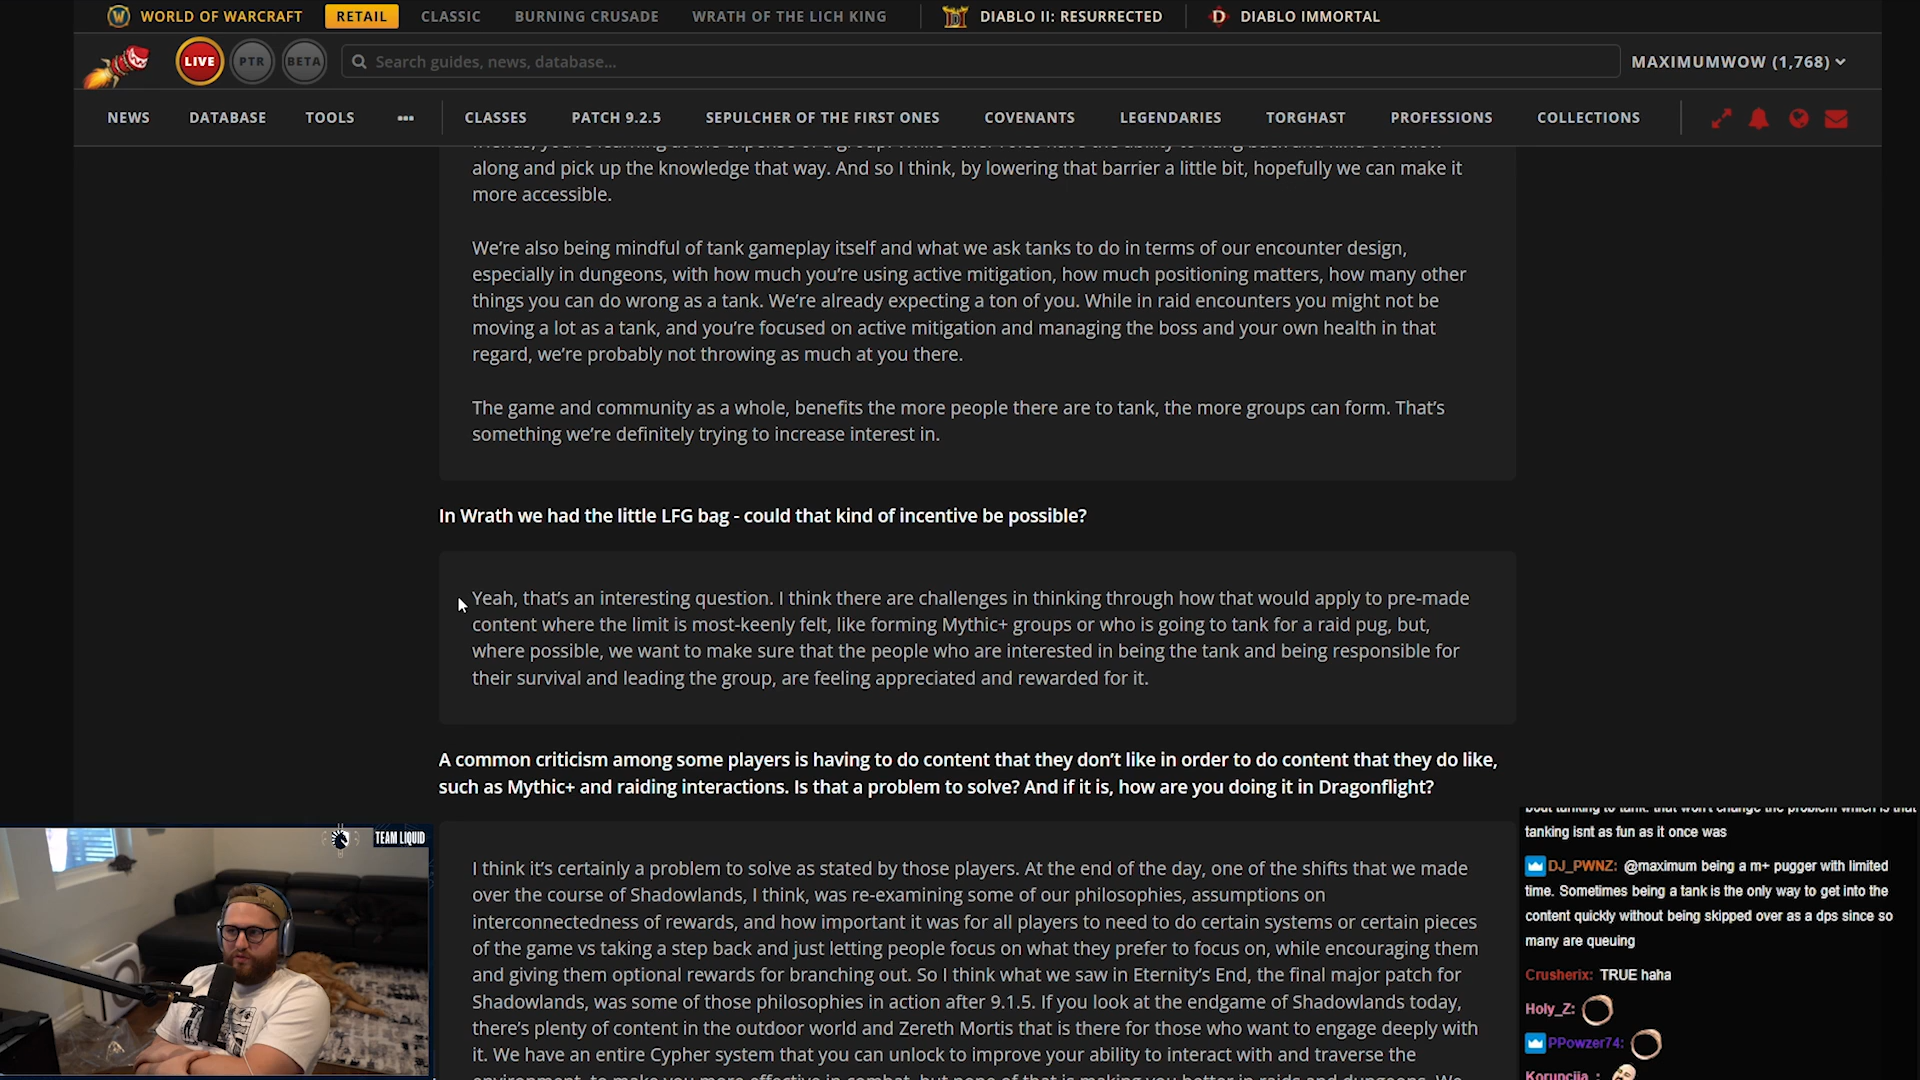 WORLD OF WARCRAFT RETAIL CLASSIC BURNING CRUSADE WRATH OF THE LICH KING DIABLO II: RESURRECTED DIABLO IMMORTAL
LIVE PTR BETA Search guides, news, database... MAXIMUMWOW (1,768)
NEWS DATABASE TOOLS ••• CLASSES PATCH 9.2.5 SEPULCHER OF THE FIRST ONES COVENANTS LEGENDARIES TORGHAST PROFESSIONS COLLECTIONS
along and pick up the knowledge that way. And so I think, by lowering that barrier a little bit, hopefully we can make it
more accessible.
We’re also being mindful of tank gameplay itself and what we ask tanks to do in terms of our encounter design,
especially in dungeons, with how much you’re using active mitigation, how much positioning matters, how many other
things you can do wrong as a tank. We’re already expecting a ton of you. While in raid encounters you might not be
moving a lot as a tank, and you’re focused on active mitigation and managing the boss and your own health in that
regard, we’re probably not throwing as much at you there.
The game and community as a whole, benefits the more people there are to tank, the more groups can form. That’s
something we’re definitely trying to increase interest in.
In Wrath we had the little LFG bag - could that kind of incentive be possible?
Yeah, that’s an interesting question. I think there are challenges in thinking through how that would apply to pre-made
content where the limit is most-keenly felt, like forming Mythic+ groups or who is going to tank for a raid pug, but,
where possible, we want to make sure that the people who are interested in being the tank and being responsible for
their survival and leading the group, are feeling appreciated and rewarded for it.
A common criticism among some players is having to do content that they don’t like in order to do content that they do like,
such as Mythic+ and raiding interactions. Is that a problem to solve? And if it is, how are you doing it in Dragonflight?
I think it’s certainly a problem to solve as stated by those players. At the end of the day, one of the shifts that we made
over the course of Shadowlands, I think, was re-examining some of our philosophies, assumptions on
interconnectedness of rewards, and how important it was for all players to need to do certain systems or certain pieces
of the game vs taking a step back and just letting people focus on what they prefer to focus on, while encouraging them
and giving them optional rewards for branching out. So I think what we saw in Eternity’s End, the final major patch for
Shadowlands, was some of those philosophies in action after 9.1.5. If you look at the endgame of Shadowlands today,
there’s plenty of content in the outdoor world and Zereth Mortis that is there for those who want to engage deeply with
it. We have an entire Cypher system that you can unlock to improve your ability to interact with and traverse the
TEAM LIQUID
bout tanking to tank. that won't change the problem which is that
tanking isnt as fun as it once was
DJ_PWNZ: @maximum being a m+ pugger with limited
time. Sometimes being a tank is the only way to get into the
content quickly without being skipped over as a dps since so
many are queuing
Crusherix: TRUE haha
Holy_Z:
PPowzer74: